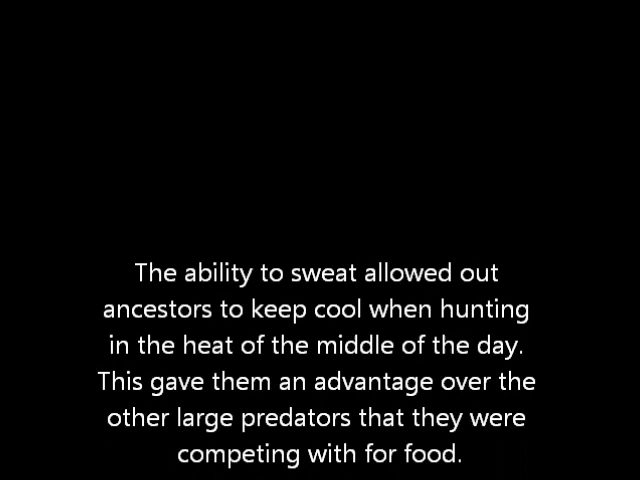 The ability to sweat allowed out
ancestors to keep cool when hunting
in the heat of the middle of the day.
This gave them an advantage over the
other large predators that they were
competing with for food.